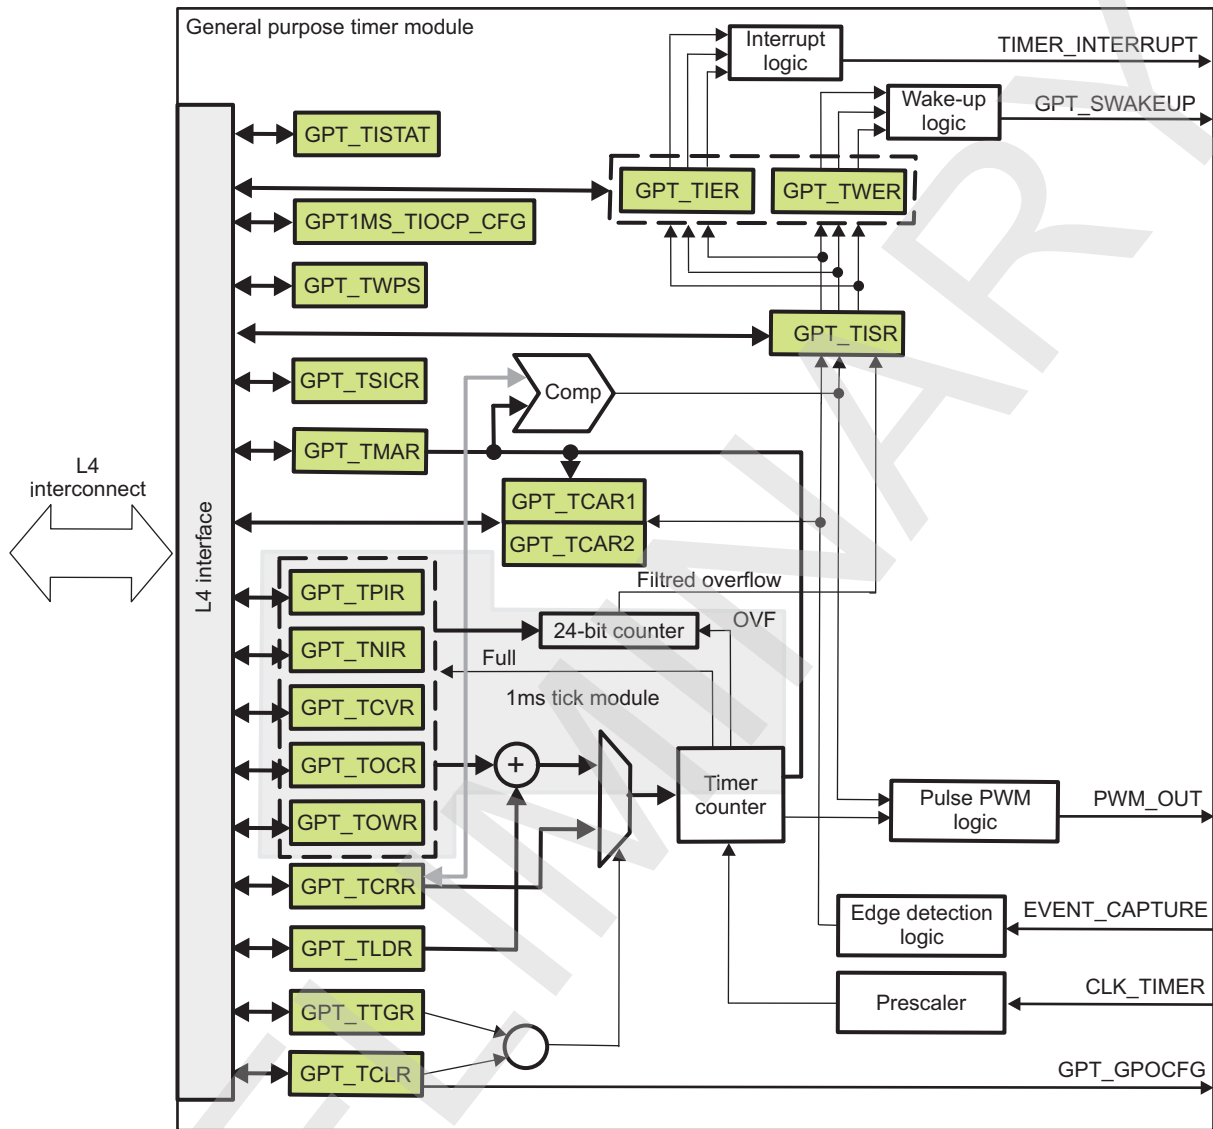 General purpose timer module
Interrupt
logic
TIMER_INTERRUPT
Wake-up
logic
GPT_SWAKEUP
GPT_TISTAT
GPT_TIER
GPT_TWER
GPT1MS_TIOCP_CFG
GPT_TWPS
GPT_TISR
GPT_TSICR
Comp
GPT_TMAR
L4
interconnect
L4 interface
GPT_TCAR1
GPT_TCAR2
Filtred overflow
GPT_TPIR
24-bit counter
OVF
GPT_TNIR
Full
1ms tick module
GPT_TCVR
GPT_TOCR
+
Timer
counter
Pulse PWM
logic
PWM_OUT
GPT_TOWR
GPT_TCRR
Edge detection
logic
EVENT_CAPTURE
GPT_TLDR
Prescaler
CLK_TIMER
GPT_TTGR
GPT_TCLR
GPT_GPOCFG
ELIMINARY